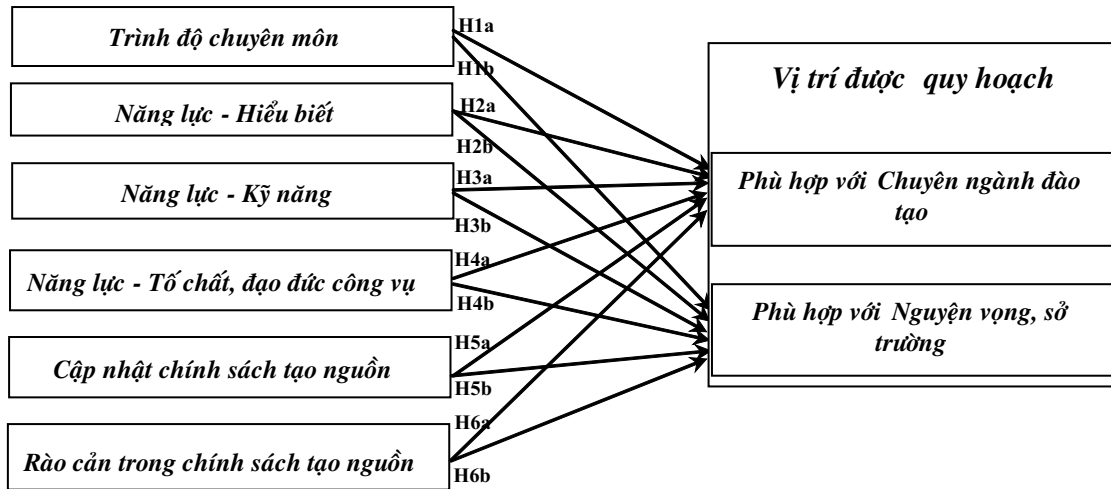 Trình độ chuyên môn
H1a
H1b
Năng lực - Hiểu biết
H2a
H2b
Năng lực - Kỹ năng
H3a
H3b
Năng lực - Tố chất, đạo đức công vụ
H4a
H4b
Cập nhật chính sách tạo nguồn
H5a
H5b
Rào cản trong chính sách tạo nguồn
H6a
H6b
Vị trí được quy hoạch
Phù hợp với Chuyên ngành đào
tạo
Phù hợp với Nguyện vọng, sở
trường